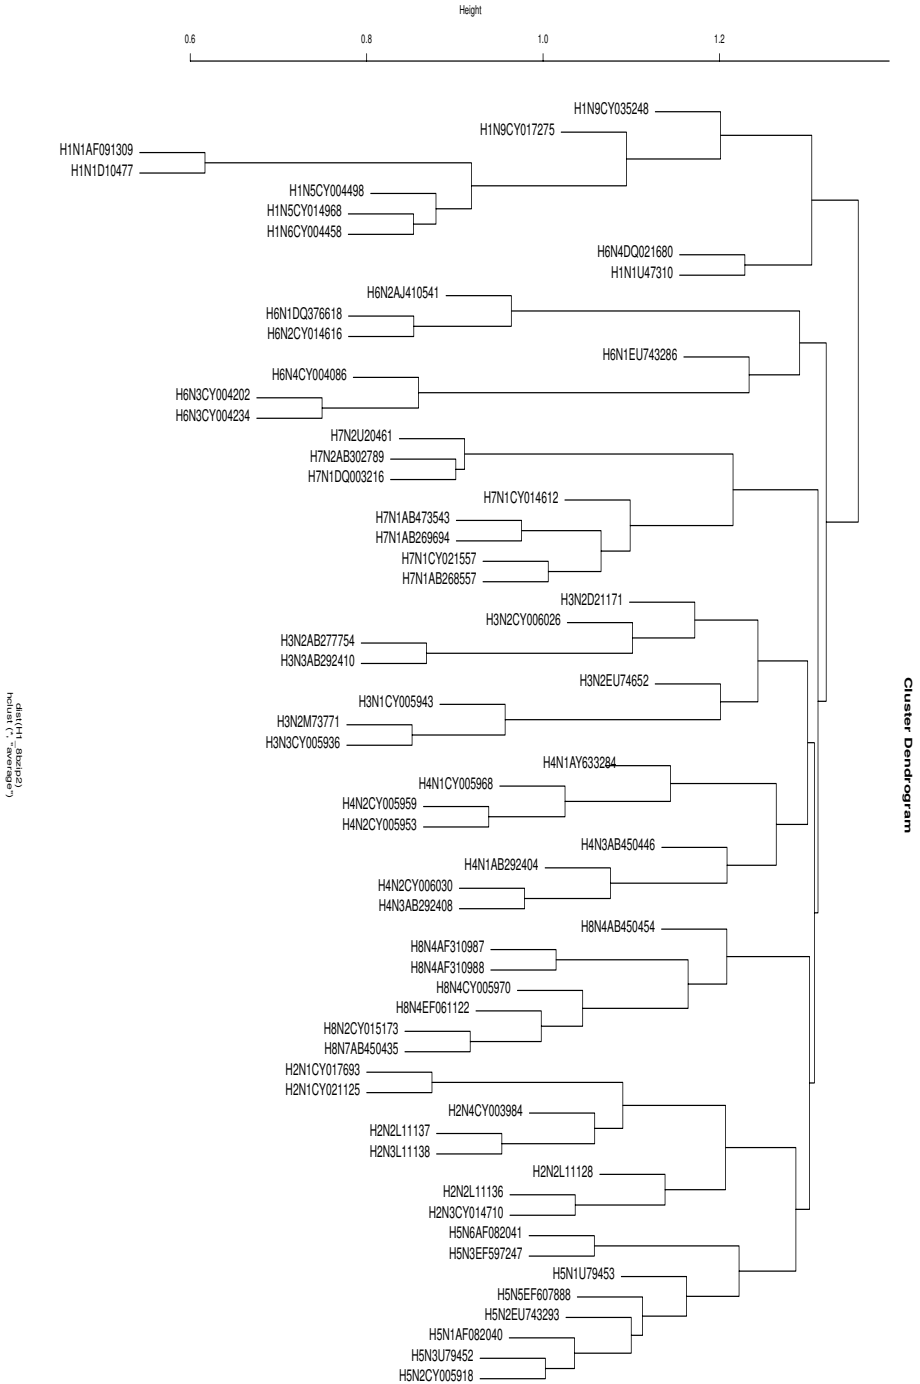 Height
0.6 0.8 1.0 1.2
H1N9CY035248
H1N9CY017275
H1N1AF091309
H1N1D10477
H1N5CY004498
H1N5CY014968
H1N6CY004458
H6N4DQ021680
H1N1U47310
H6N2AJ410541
H6N1DQ376618
H6N2CY014616
H6N1EU743286
H6N4CY004086
H6N3CY004202
H6N3CY004234
H7N2U20461
H7N2AB302789
H7N1DQ003216
H7N1CY014612
H7N1AB473543
H7N1AB269694
H7N1CY021557
H7N1AB268557
H3N2D21171
H3N2CY006026
H3N2AB277754
H3N3AB292410
H3N2EU74652
H3N1CY005943
H3N2M73771
H3N3CY005936
H4N1AY633284
H4N1CY005968
H4N2CY005959
H4N2CY005953
H4N3AB450446
H4N1AB292404
H4N2CY006030
H4N3AB292408
H8N4AB450454
H8N4AF310987
H8N4AF310988
H8N4CY005970
H8N4EF061122
H8N2CY015173
H8N7AB450435
H2N1CY017693
H2N1CY021125
H2N4CY003984
H2N2L11137
H2N3L11138
H2N2L11128
H2N2L11136
H2N3CY014710
H5N6AF082041
H5N3EF597247
H5N1U79453
H5N5EF607888
H5N2EU743293
H5N1AF082040
H5N3U79452
H5N2CY005918
Cluster Dendrogram
dist(H1_8bzip2)
hclust (*, "average")